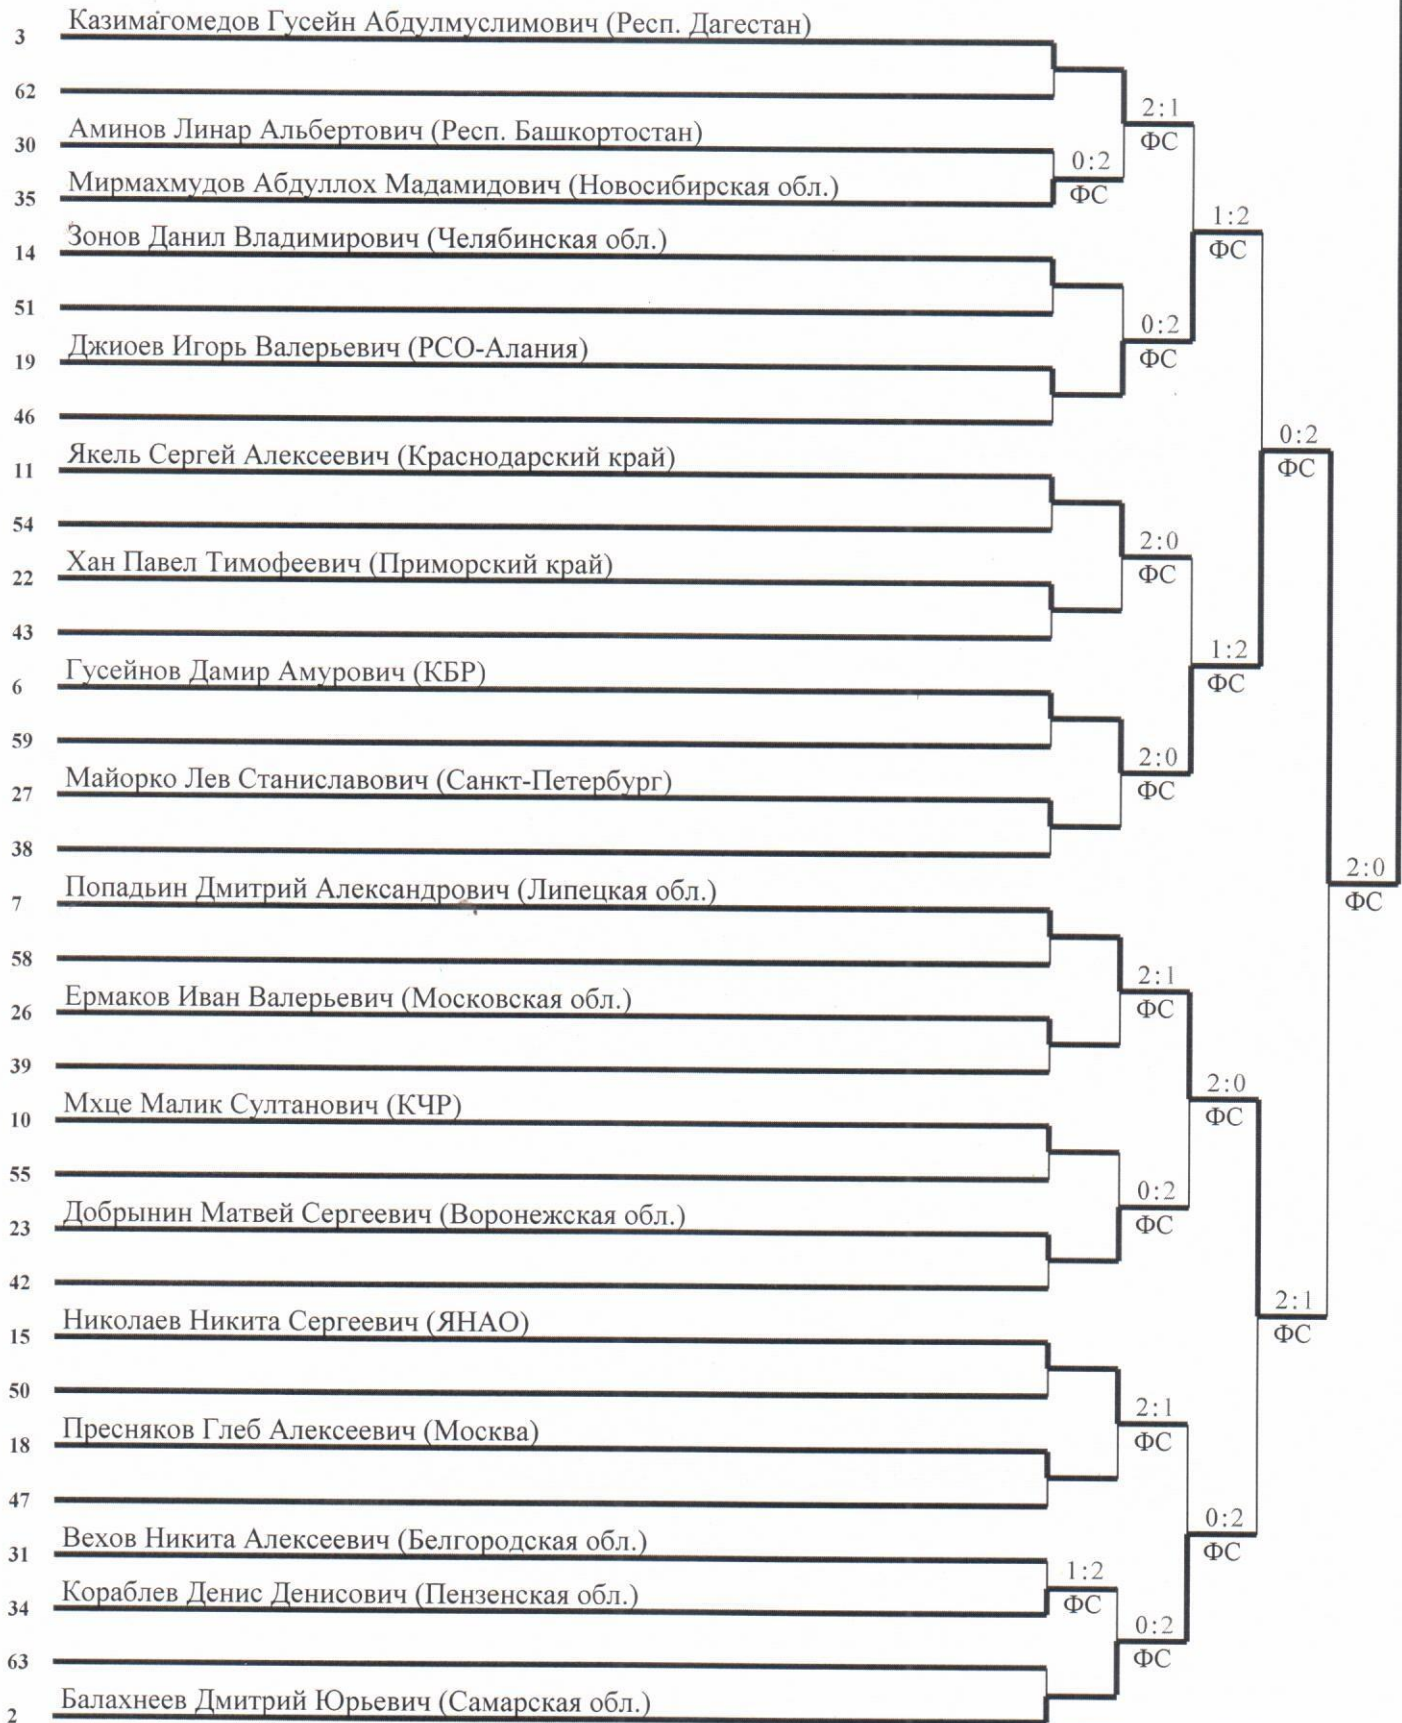 3 Казимагомедов Гусейн Абдулмуслимович (Респ. Дагестан)
62
2:1
30 Аминов Линар Альбертович (Респ. Башкортостан)
ФС
0:2
35 Мирмахмудов Абдуллох Мадамидович (Новосибирская обл.)
ФС
1:2
14 Зонов Данил Владимирович (Челябинская обл.)
ФС
51
0:2
19 Джиоев Игорь Валерьевич (РСО-Алания)
ФС
46
0:2
11 Якель Сергей Алексеевич (Краснодарский край)
ФС
54
2:0
22 Хан Павел Тимофеевич (Приморский край)
ФС
43
1:2
6 Гусейнов Дамир Амурович (КБР)
ФС
59
2:0
27 Майорко Лев Станиславович (Санкт-Петербург)
ФС
38
2:0
7 Попадьин Дмитрий Александрович (Липецкая обл.)
ФС
58
2:1
26 Ермаков Иван Валерьевич (Московская обл.)
ФС
39
2:0
10 Мхце Малик Султанович (КЧР)
ФС
55
0:2
23 Добрынин Матвей Сергеевич (Воронежская обл.)
ФС
42
2:1
15 Николаев Никита Сергеевич (ЯНАО)
ФС
50
2:1
18 Пресняков Глеб Алексеевич (Москва)
ФС
47
0:2
31 Вехов Никита Алексеевич (Белгородская обл.)
ФС
1:2
34 Кораблев Денис Денисович (Пензенская обл.)
ФС
0:2
63
ФС
2 Балахнеев Дмитрий Юрьевич (Самарская обл.)